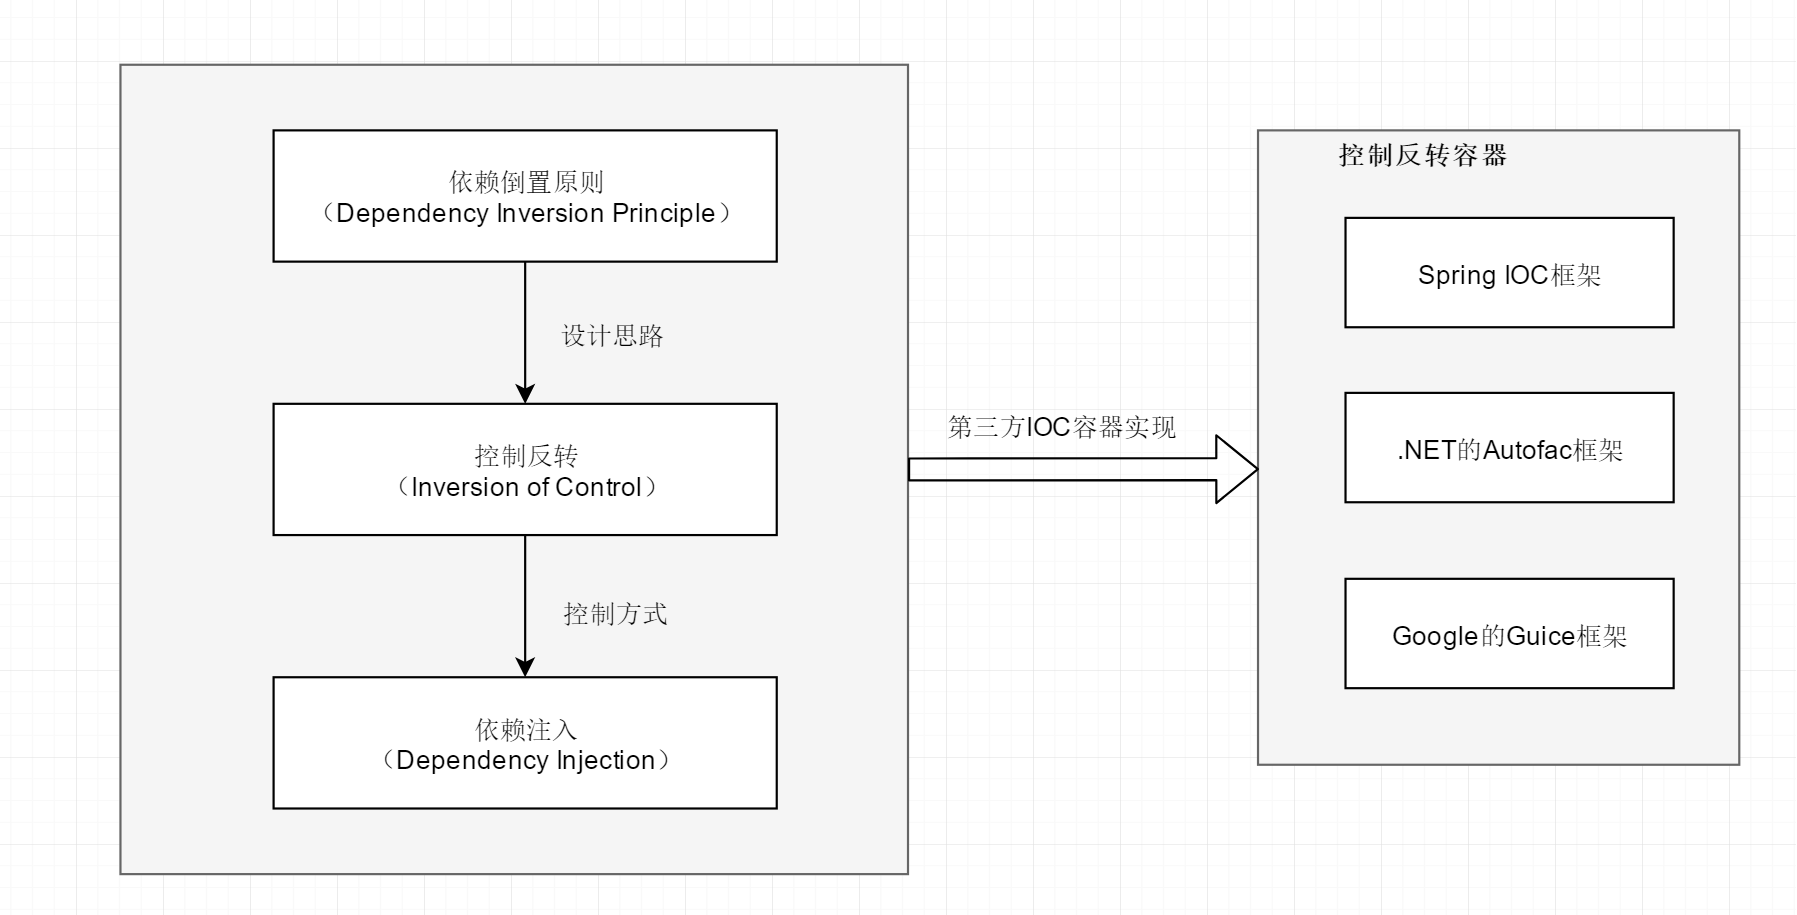 依赖倒置原则
（Dependency Inversion Principle）
设计思路
控制反转
（Inversion of Control）
控制方式
依赖注入
（Dependency Injection）
第三方IOC容器实现
控制反转容器
Spring IOC框架
.NET的Autofac框架
Google的Guice框架